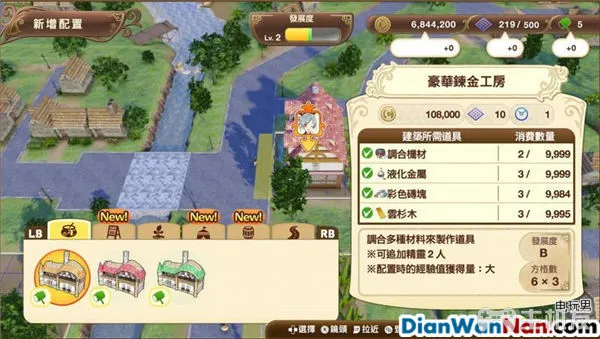 新增配置
發展度
Lv. 2
6,844,200
219 / 500
5
+0
+0
+0
豪華鍊金工房
108,000
10
1
建築所需道具
消費數量
調合機材
2 / 9,999
液化金屬
3 / 9,999
彩色磚塊
3 / 9,984
雲杉木
3 / 9,995
調合多種材料來製作道具
※可追加精靈2人
※配置時的經驗值獲得量：大
發展度
B
方格數
6×3
LB
New!
New!
New!
RB
選擇
鏡頭
拉近
电玩男
DianWanNan.com